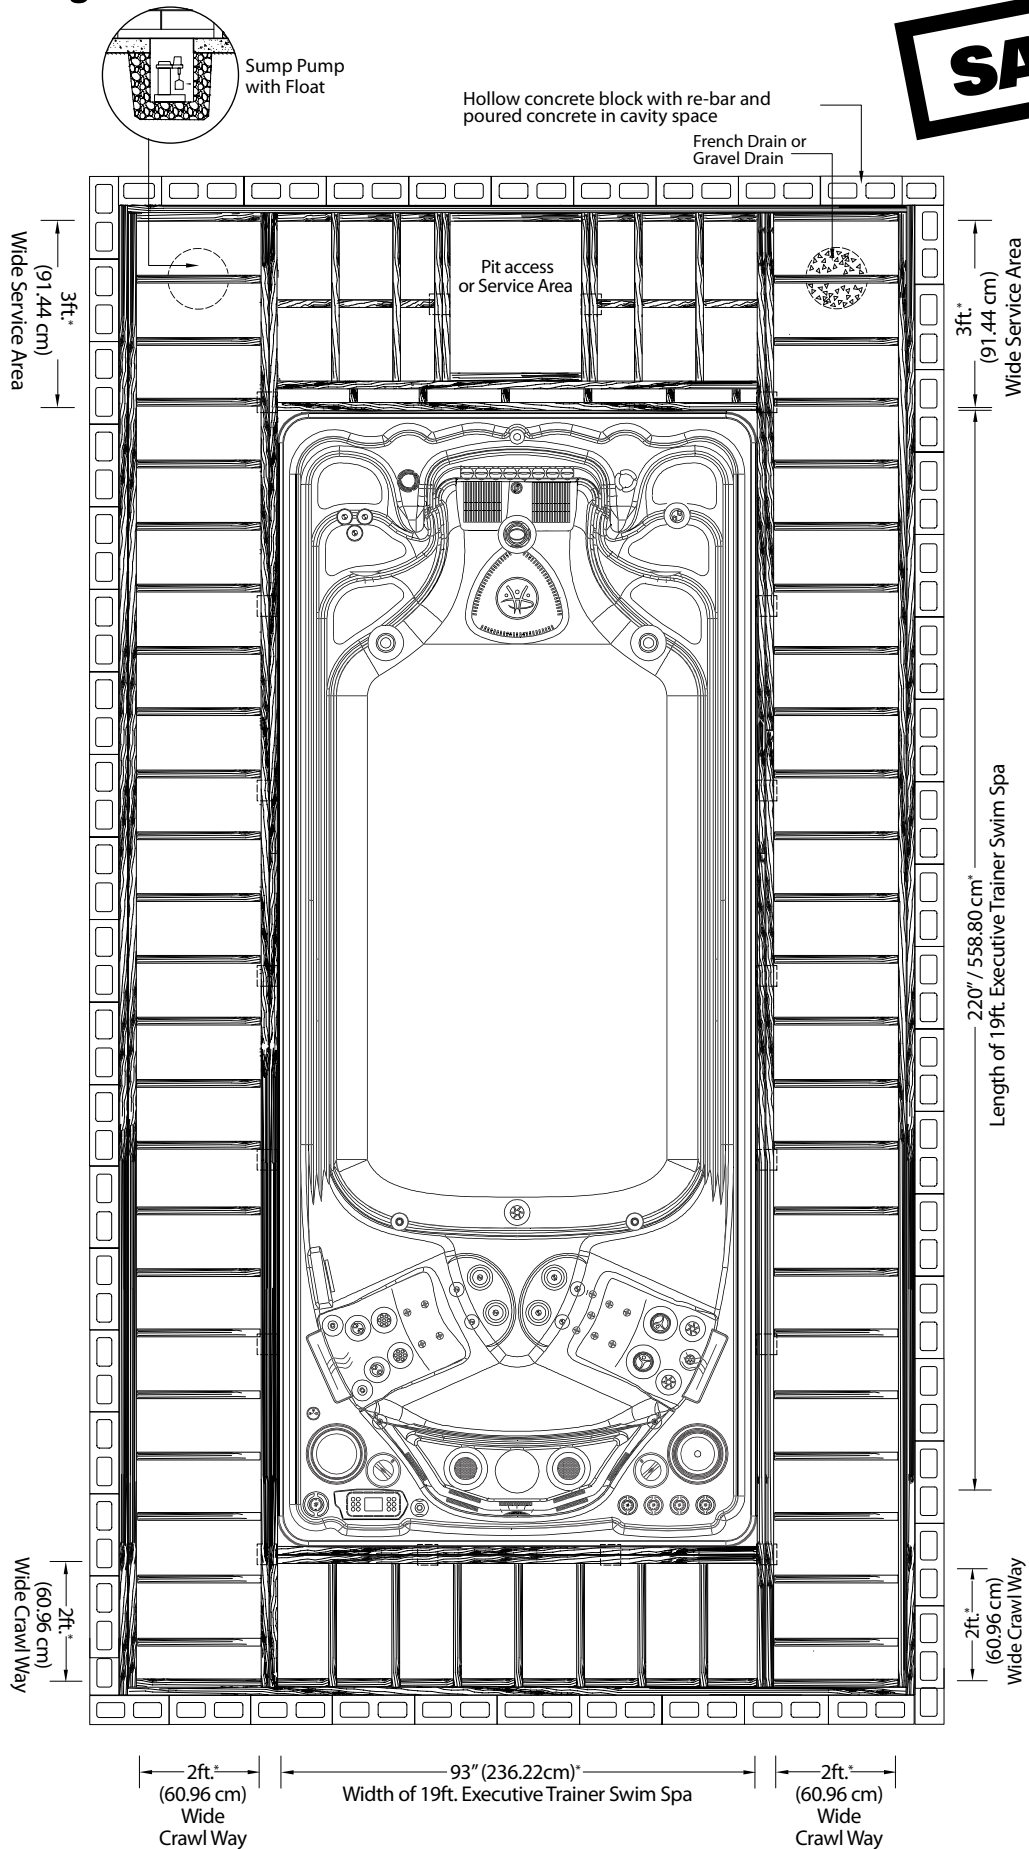 Sump Pump
with Float
Hollow concrete block with re-bar and
poured concrete in cavity space
French Drain or
Gravel Drain
Pit access
or Service Area
3ft.*
(91.44 cm)
Wide Service Area
3ft.*
(91.44 cm)
Wide Service Area
220" / 558.80 cm*
Length of 19ft. Executive Trainer Swim Spa
2ft.*
(60.96 cm)
Wide Crawl Way
2ft.*
(60.96 cm)
Wide Crawl Way
2ft.*
(60.96 cm)
Wide
Crawl Way
93" (236.22cm)*
Width of 19ft. Executive Trainer Swim Spa
2ft.*
(60.96 cm)
Wide
Crawl Way